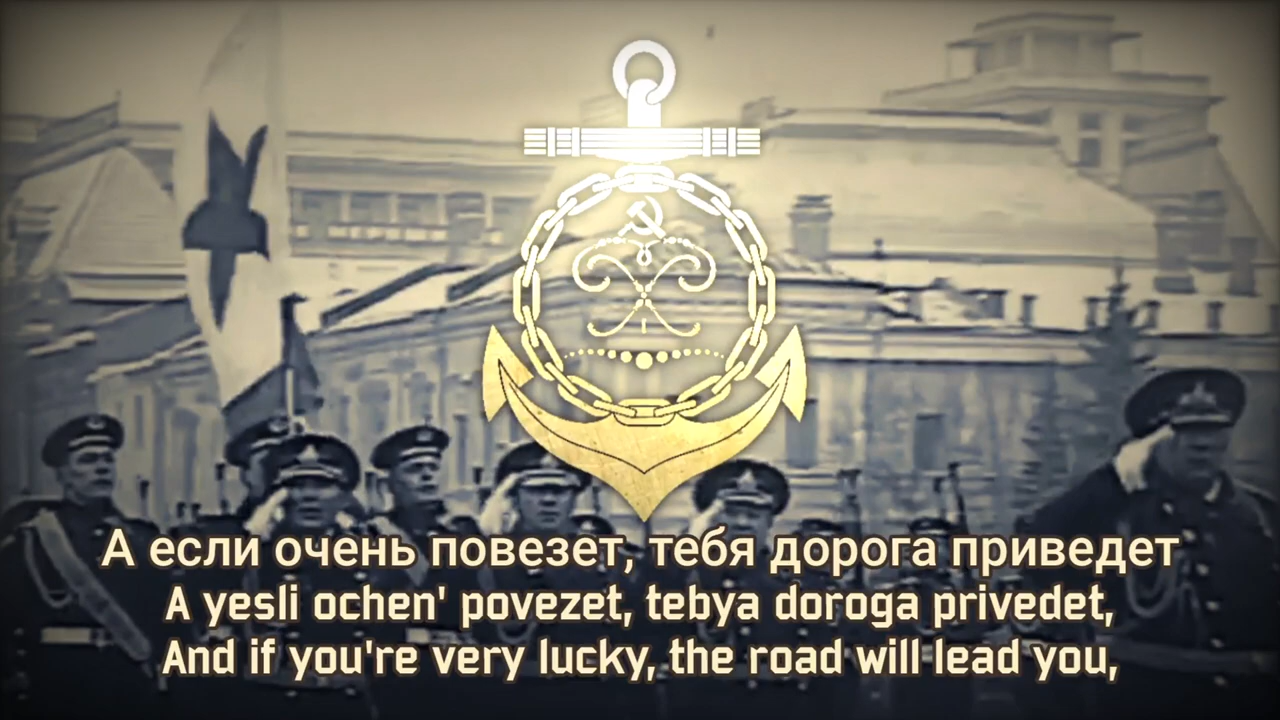 А если очень повезет, тебя дорога приведет
A yesli ochen' povezet, tebya doroga privedet,
And if you're very lucky, the road will lead you,